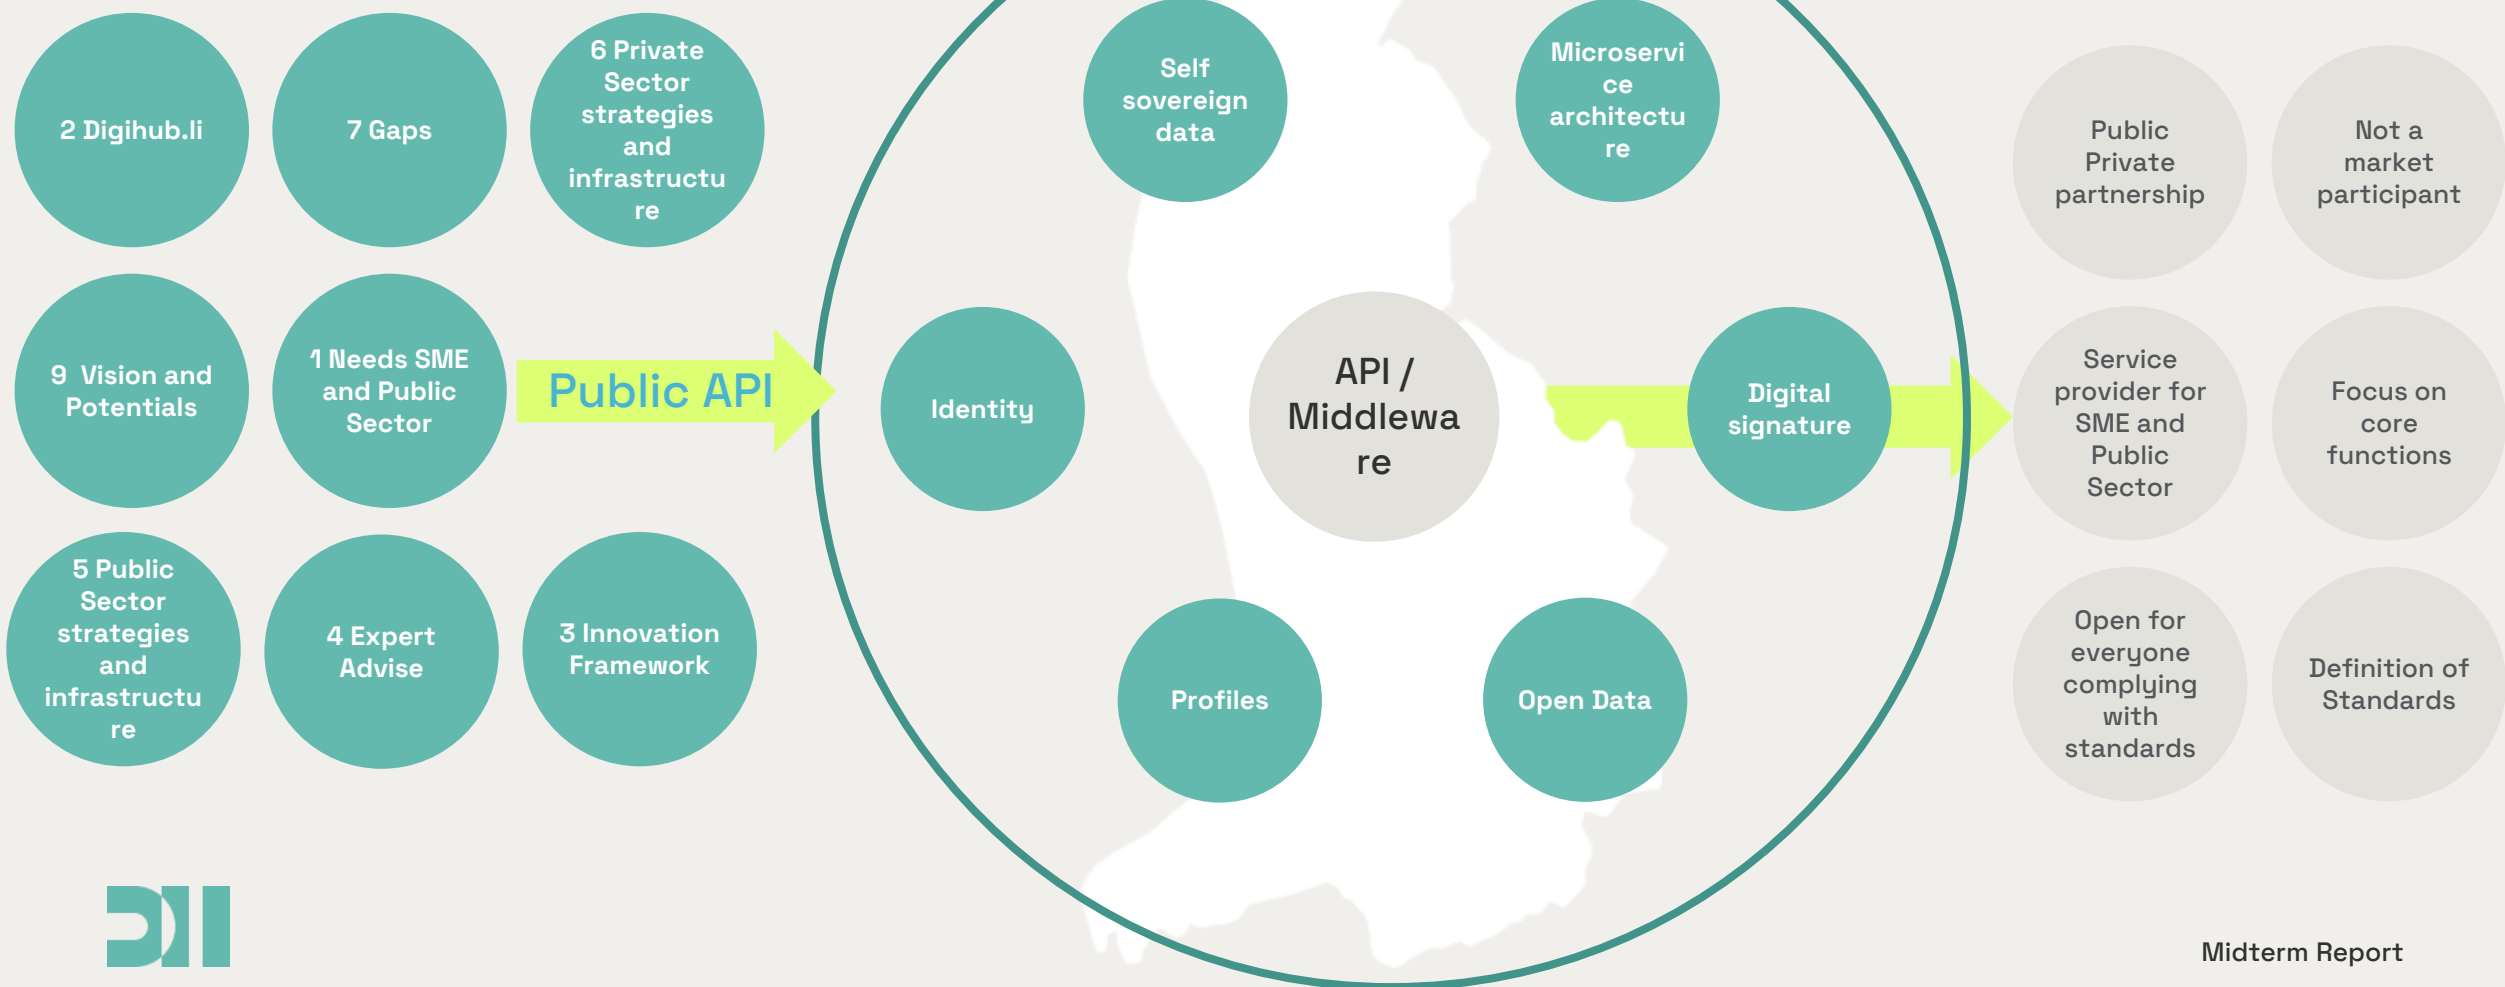 2 Digihub.li
7 Gaps
6 Private
Sector
strategies
and
infrastructu
re
9  Vision and
Potentials
1 Needs SME
and Public
Sector
5 Public
Sector
strategies
and
infrastructu
re
4 Expert
Advise
3 Innovation
Framework
Public API
Self
sovereign
data
Microservi
ce
architectu
re
Identity
API /
Middlewa
re
Digital
signature
Profiles
Open Data
Public
Private
partnership
Not a
market
participant
Service
provider for
SME and
Public
Sector
Focus on
core
functions
Open for
everyone
complying
with
standards
Definition of
Standards
Midterm Report